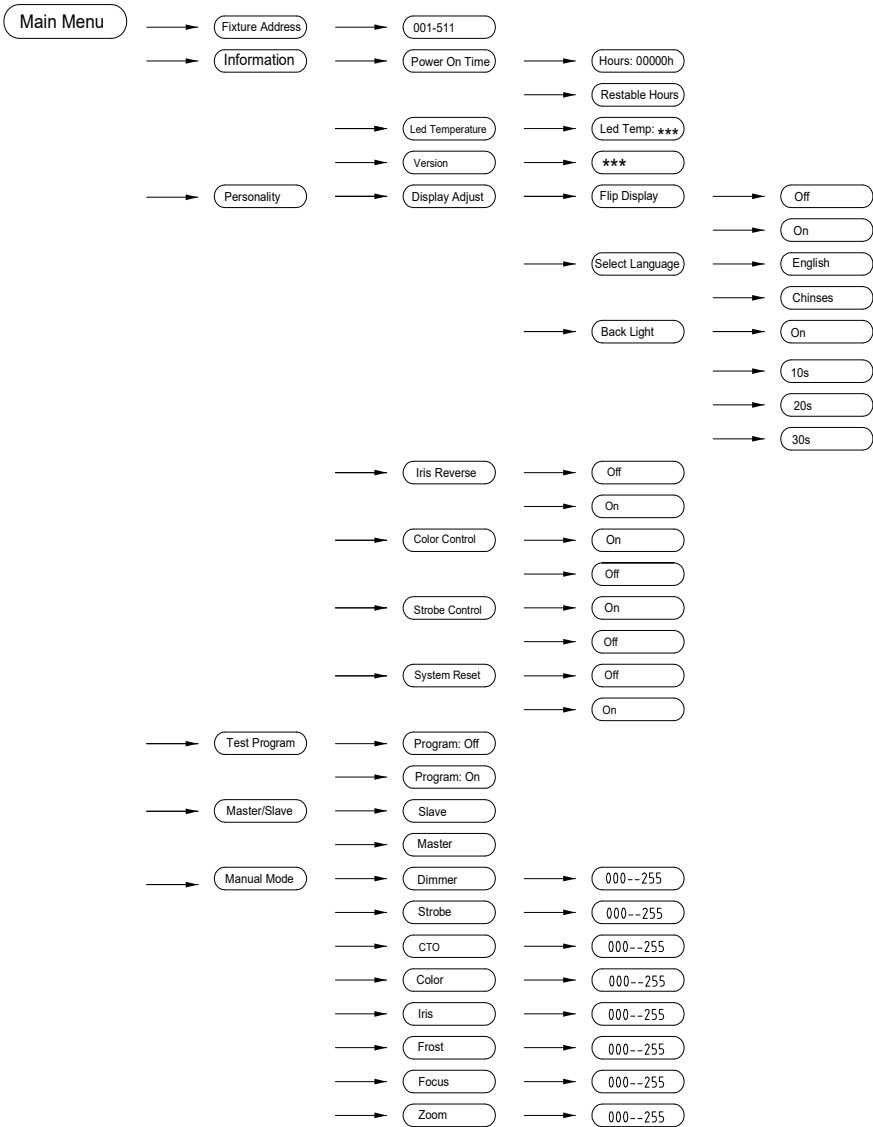 Main Menu
Fixture Address 001-511
Information Power On Time Hours: 00000h
Restable Hours
Led Temperature Led Temp: ***
Version ***
Personality Display Adjust Flip Display Off
On
Select Language English
Chinses
Back Light On
10s
20s
30s
Iris Reverse Off
On
Color Control On
Off
Strobe Control On
Off
System Reset Off
On
Test Program Program: Off
Program: On
Master/Slave Slave
Master
Manual Mode Dimmer 000--255
Strobe 000--255
CTO 000--255
Color 000--255
Iris 000--255
Frost 000--255
Focus 000--255
Zoom 000--255